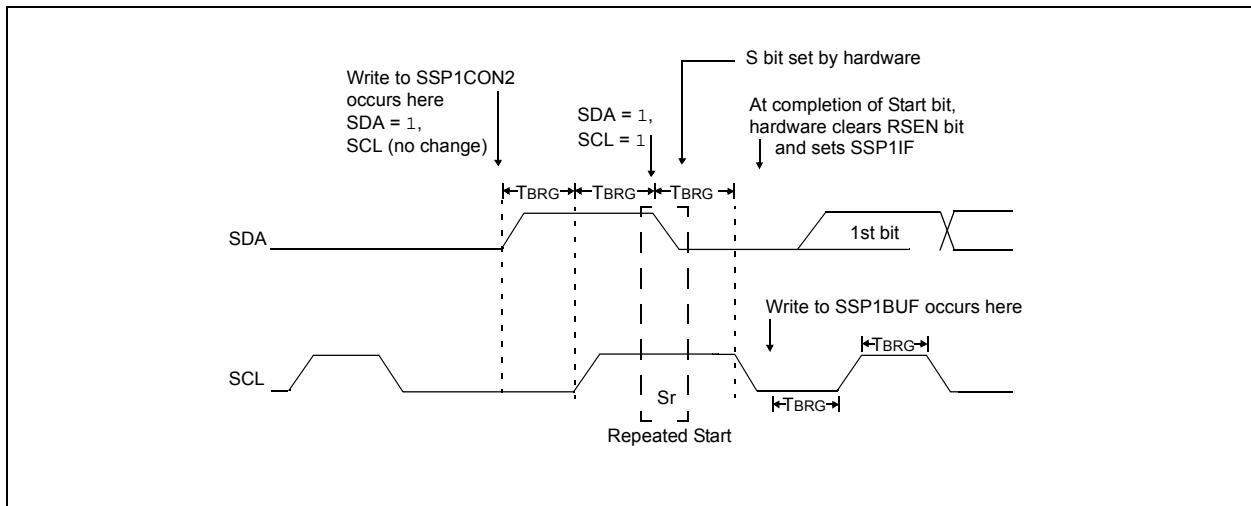 S bit set by hardware
Write to SSP1CON2
occurs here
SDA = 1,
SCL (no change)
SDA = 1,
SCL = 1
At completion of Start bit,
hardware clears RSEN bit
and sets SSP1IF
TBRG
TBRG
TBRG
SDA
1st bit
Write to SSP1BUF occurs here
TBRG
SCL
Sr
TBRG
Repeated Start